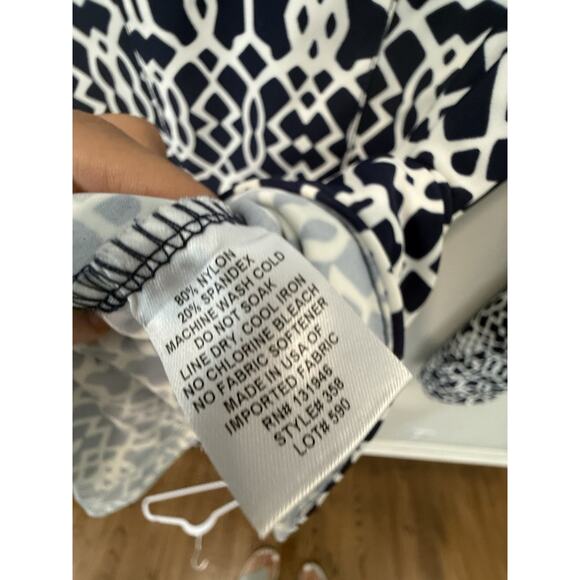 80% NYLON
20% SPANDEX
MACHINE WASH COLD
DO NOT SOAK
LINE DRY, COOL IRON
NO CHLORINE BLEACH
NO FABRIC SOFTENER
MADE IN USA OF
IMPORTED FABRIC
RN# 131946
STYLE# 358
LOT# 590